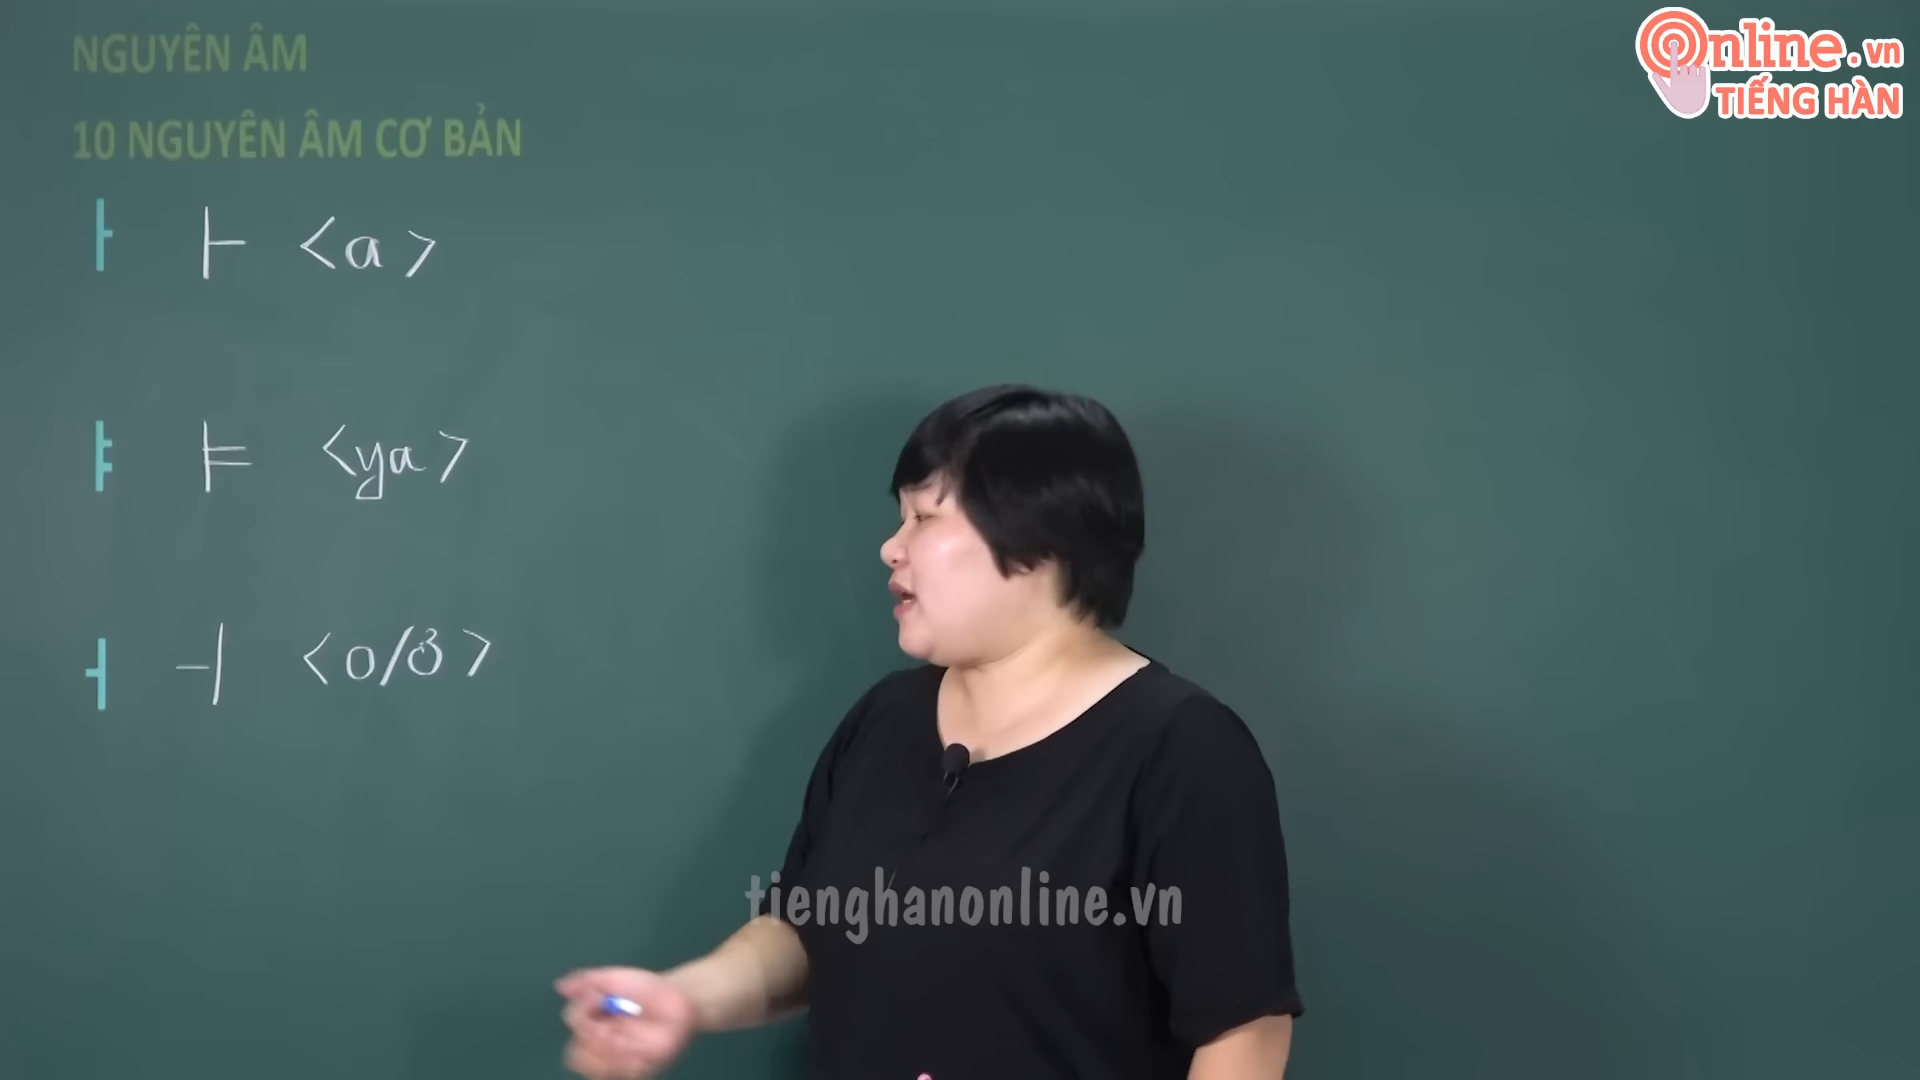 NGUYÊN ÂM
10 NGUYÊN ÂM CƠ BẢN
ㅏ ㅏ <a>
ㅑ ㅑ <ya>
ㅓ ㅓ <o/ở>
Online.vn
TIẾNG HÀN
tienghanonline.vn